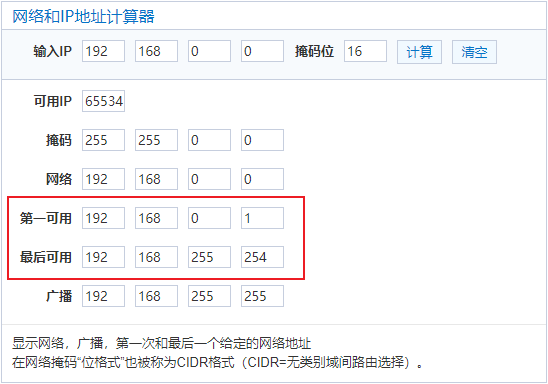 网络和IP地址计算器
输入IP 192 168 0 0 掩码位 16 计算 清空
可用IP 65534
掩码 255 255 0 0
网络 192 168 0 0
第一可用 192 168 0 1
最后可用 192 168 255 254
广播 192 168 255 255
显示网络，广播，第一次和最后一个给定的网络地址
在网络掩码“位格式”也被称为CIDR格式（CIDR=无类别域间路由选择）。